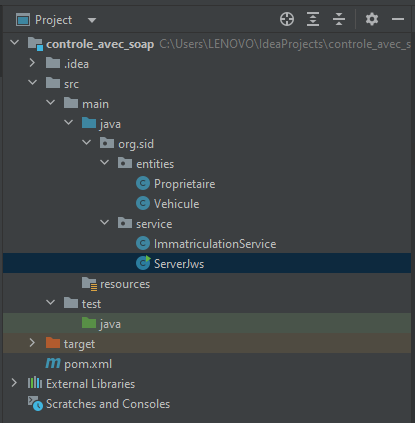 Project
controle_avec_soap C:\Users\LENOVO\IdeaProjects\controle_avec_s
.idea
src
main
java
org.sid
entities
Proprietaire
Vehicule
service
ImmatriculationService
ServerJws
resources
test
java
target
m pom.xml
External Libraries
Scratches and Consoles